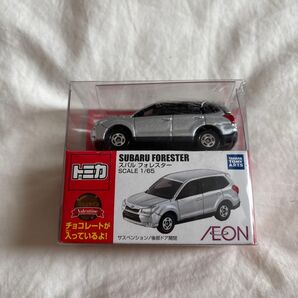 SUBARU FORESTER
スバル フォレスター
SCALE 1/65
TAKARA TOMY
ARTS
トミカ
Valentine
チョコレートが
入っているよ!
サスペンション/後部ドア開閉
ÆON